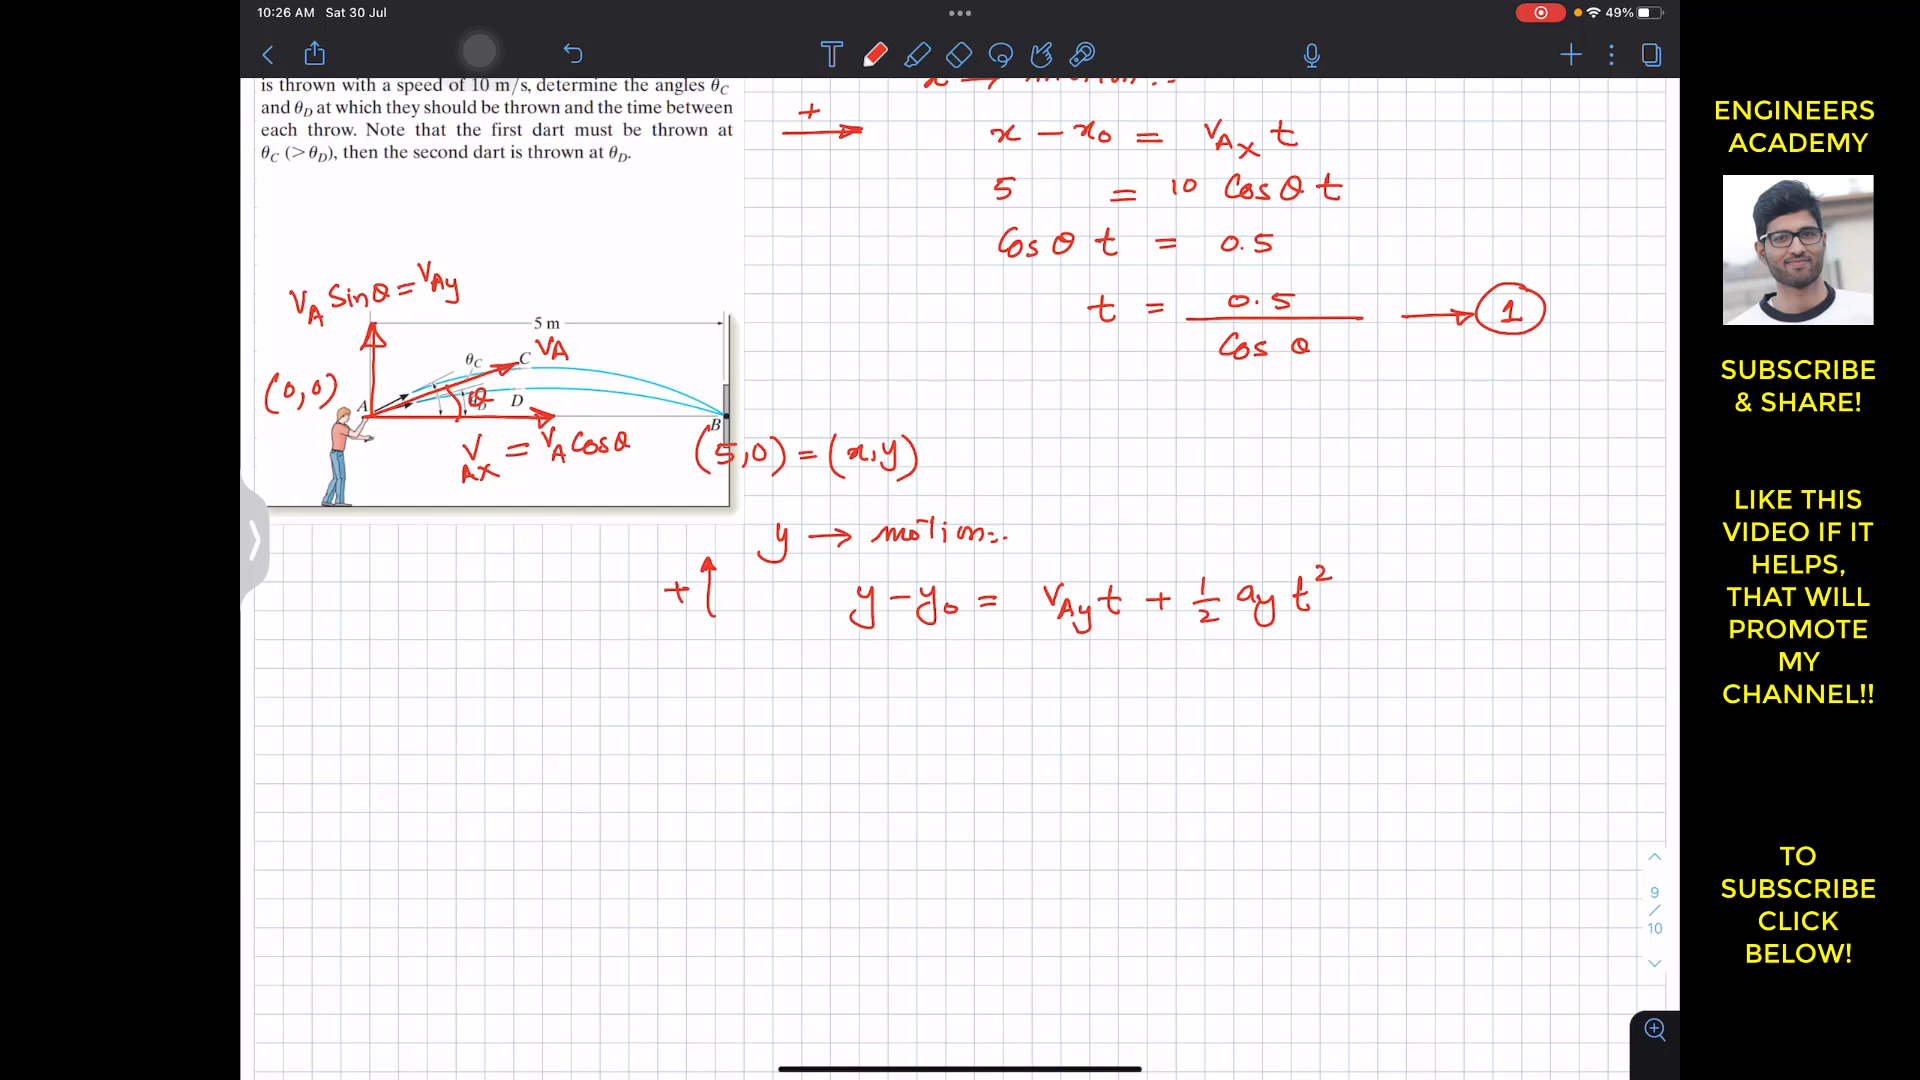 10:26 AM Sat 30 Jul
49%
is thrown with a speed of 10 m/s, determine the angles θC
and θD at which they should be thrown and the time between
each throw. Note that the first dart must be thrown at
θC (> θD), then the second dart is thrown at θD.
+
x - x0 = vAx t
5 = 10 Cosθ t
Cosθ t = 0.5
t = 0.5 / Cosθ → 1
VA Sinθ = VAy
5 m
θC C VA
(0,0)
A θ D
B
VAx = VA Cosθ
(5,0) = (x,y)
y → motion:-
+ y - y0 = vAy t + 1/2 ay t2
9
/
10
ENGINEERS
ACADEMY
SUBSCRIBE
& SHARE!
LIKE THIS
VIDEO IF IT
HELPS,
THAT WILL
PROMOTE
MY
CHANNEL!!
TO
SUBSCRIBE
CLICK
BELOW!